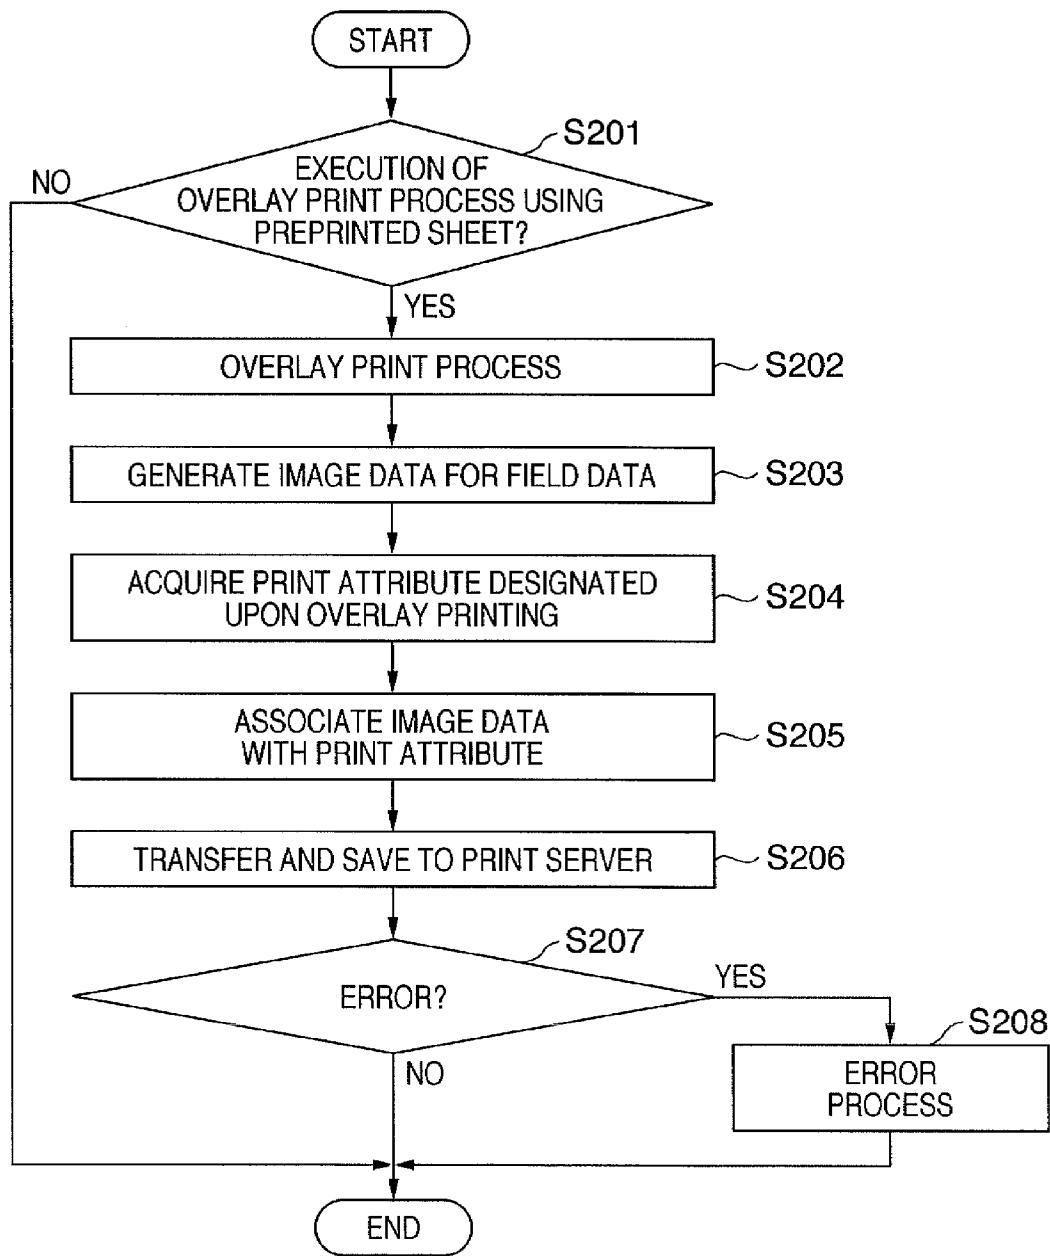 START
S201
NO
EXECUTION OF
OVERLAY PRINT PROCESS USING
PREPRINTED SHEET?
YES
OVERLAY PRINT PROCESS
S202
GENERATE IMAGE DATA FOR FIELD DATA
S203
ACQUIRE PRINT ATTRIBUTE DESIGNATED
UPON OVERLAY PRINTING
S204
ASSOCIATE IMAGE DATA
WITH PRINT ATTRIBUTE
S205
TRANSFER AND SAVE TO PRINT SERVER
S206
S207
ERROR?
YES
NO
S208
ERROR
PROCESS
END